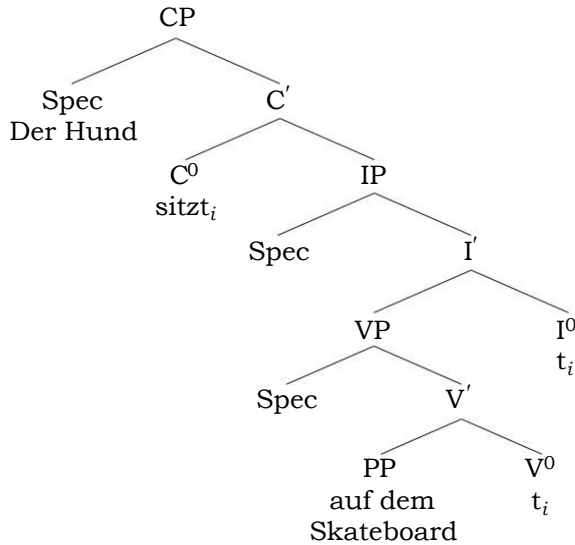 CP
Spec C′
Der Hund
C⁰ IP
sitztᵢ
Spec I′
VP I⁰
tᵢ
Spec V′
PP V⁰
auf dem tᵢ
Skateboard